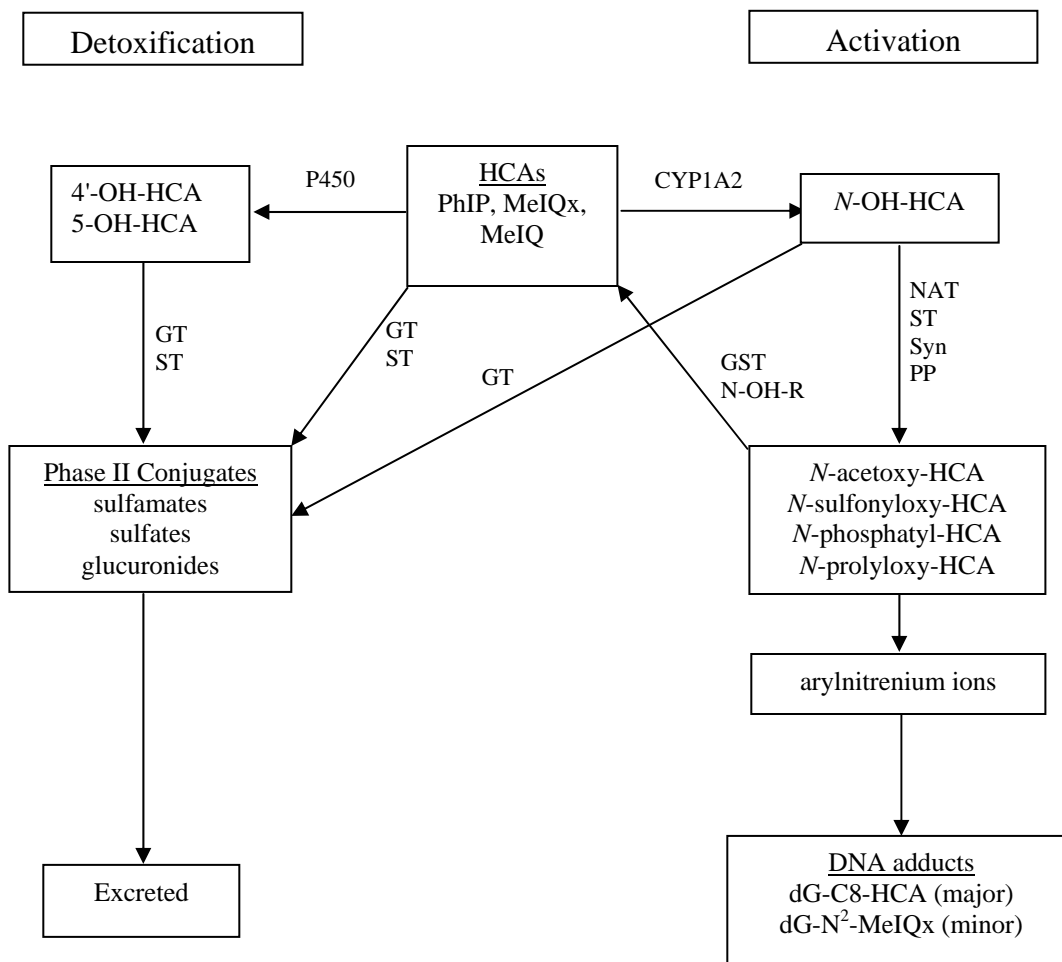 Detoxification
Activation
4'-OH-HCA
5-OH-HCA
P450
HCAs
PhIP, MeIQx,
MeIQ
CYP1A2
N-OH-HCA
GT
ST
GT
ST
GT
GST
N-OH-R
NAT
ST
Syn
PP
Phase II Conjugates
sulfamates
sulfates
glucuronides
N-acetoxy-HCA
N-sulfonyloxy-HCA
N-phosphatyl-HCA
N-prolyloxy-HCA
arylnitrenium ions
Excreted
DNA adducts
dG-C8-HCA (major)
dG-N²-MeIQx (minor)